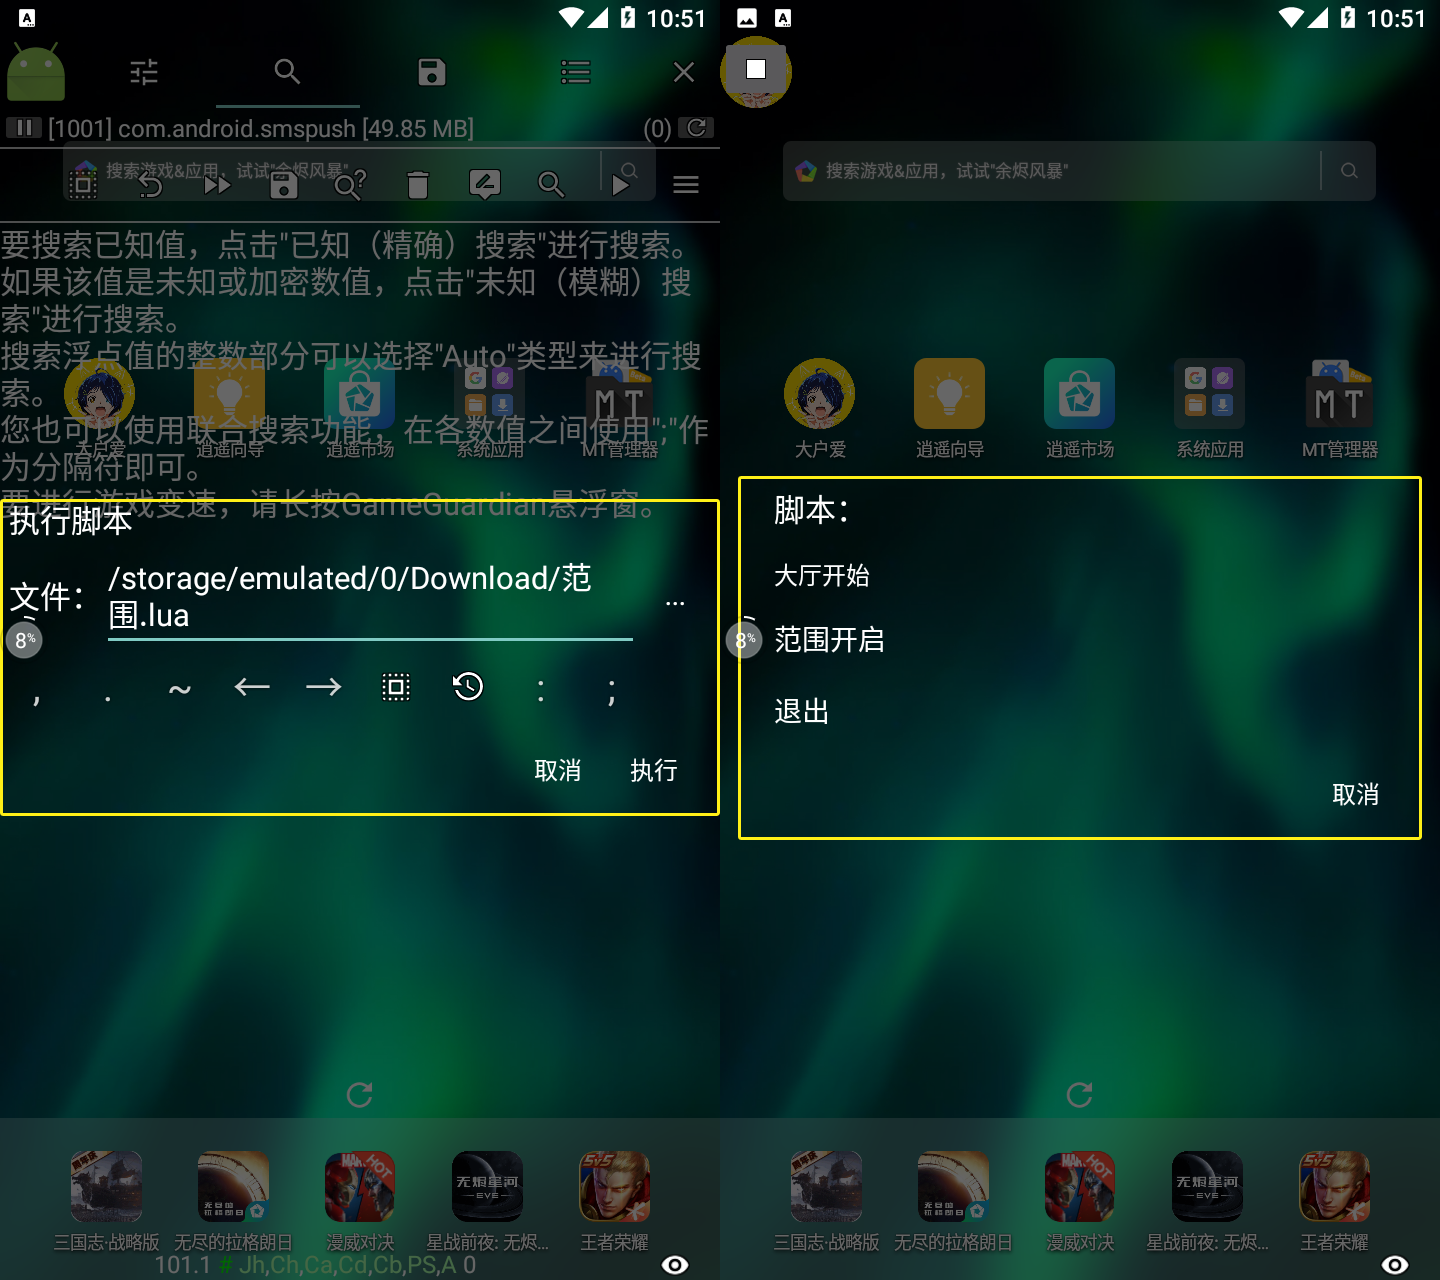 10:51
[1001] com.android.smspush [49.85 MB]
(0)
搜索游戏&应用，试试"余烬风暴"
要搜索已知值，点击"已知（精确）搜索"进行搜索。
如果该值是未知或加密数值，点击"未知（模糊）搜
索"进行搜索。
搜索浮点值的整数部分可以选择"Auto"类型来进行搜
索。
您也可以使用联合搜索功能，在各数值之间使用";"作
为分隔符即可。
要进行游戏变速，请长按GameGuardian悬浮窗。
大户爱
逍遥向导
逍遥市场
系统应用
MT管理器
执行脚本
文件：
/storage/emulated/0/Download/范
围.lua
...
8%
, . ~ ← → : ;
取消
执行
三国志·战略版
无尽的拉格朗日
漫威对决
星战前夜: 无烬...
王者荣耀
101.1 # Jh,Ch,Ca,Cd,Cb,PS,A 0
10:51
搜索游戏&应用，试试"余烬风暴"
大户爱
逍遥向导
逍遥市场
系统应用
MT管理器
脚本：
大厅开始
8%
范围开启
退出
取消
三国志·战略版
无尽的拉格朗日
漫威对决
星战前夜: 无烬...
王者荣耀